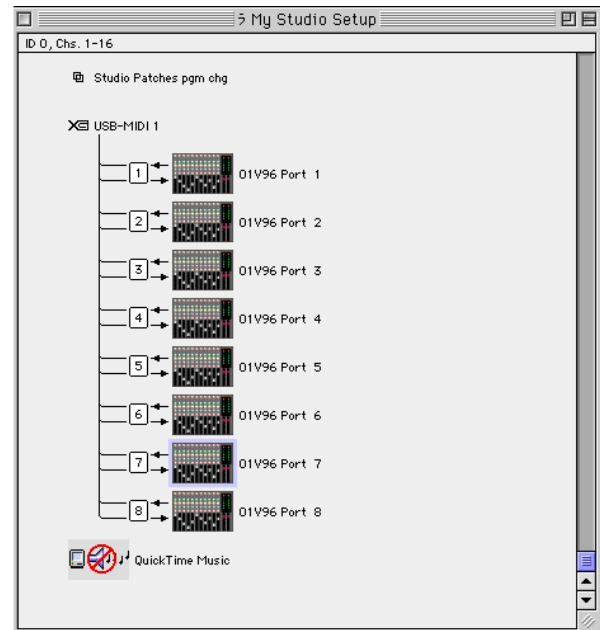 My Studio Setup
ID 0, Chs. 1-16
Studio Patches pgm chg
USB-MIDI 1
1 01V96 Port 1
2 01V96 Port 2
3 01V96 Port 3
4 01V96 Port 4
5 01V96 Port 5
6 01V96 Port 6
7 01V96 Port 7
8 01V96 Port 8
QuickTime Music